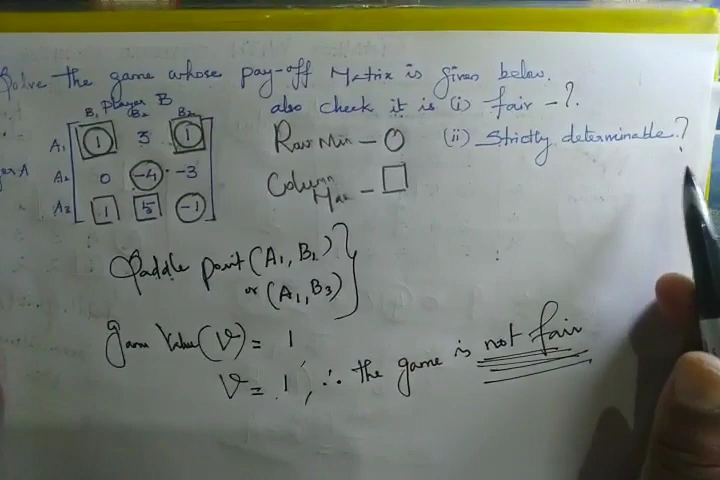 Solve the game whose pay-off Matrix is given below.
also check it is (i) fair -?
(ii) Strictly determinable?
Player B
B₁ B₂ B₃
A₁ 1 3 1
A₂ 0 -4 -3
A₃ 1 5 -1
Row Min - ○
Column Max - □
Saddle point (A₁, B₁)
or (A₁, B₃)
Game Value (V) = 1
V = 1, ∴ the game is not fair